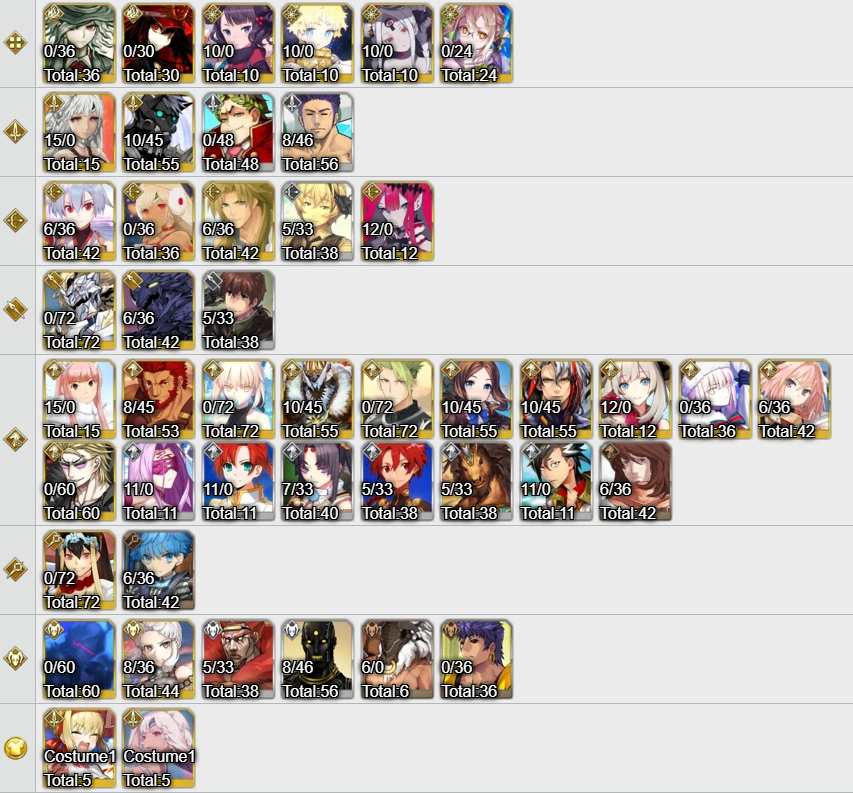 0/36 0/30 10/0 10/0 10/0 0/24
Total:36 Total:30 Total:10 Total:10 Total:10 Total:24
15/0 10/45 0/48 8/46
Total:15 Total:55 Total:48 Total:56
6/36 0/36 6/36 5/33 12/0
Total:42 Total:36 Total:42 Total:38 Total:12
0/72 6/36 5/33
Total:72 Total:42 Total:38
15/0 8/45 0/72 10/45 0/72 10/45 10/45 12/0 0/36 6/36
Total:15 Total:53 Total:72 Total:55 Total:72 Total:55 Total:55 Total:12 Total:36 Total:42
0/60 11/0 11/0 7/33 5/33 5/33 11/0 6/36
Total:60 Total:11 Total:11 Total:40 Total:38 Total:38 Total:11 Total:42
0/72 6/36
Total:72 Total:42
0/60 8/36 5/33 8/46 6/0 0/36
Total:60 Total:44 Total:38 Total:56 Total:6 Total:36
Costume1 Costume1
Total:5 Total:5